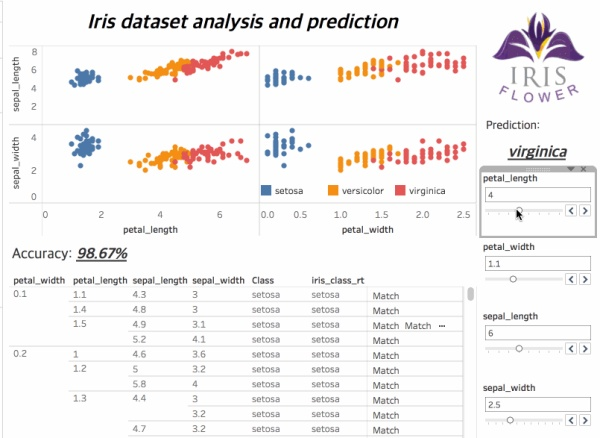 Iris dataset analysis and prediction
sepal_length
8
6
4
2
sepal_width
4
2
0
setosa versicolor virginica
0 2 4 6 0.0 0.5 1.0 1.5 2.0 2.5
petal_length petal_width
IRIS
FLOWER
Prediction:
virginica
petal_length
4
petal_width
1.1
sepal_length
6
sepal_width
2.5
Accuracy: 98.67%
petal_width petal_length sepal_length sepal_width Class iris_class_rt
0.1 1.1 4.3 3 setosa setosa Match
1.4 4.8 3 setosa setosa Match
1.5 4.9 3.1 setosa setosa Match Match ...
5.2 4.1 setosa setosa Match
0.2 1 4.6 3.6 setosa setosa Match
1.2 5 3.2 setosa setosa Match
5.8 4 setosa setosa Match
1.3 4.4 3 setosa setosa Match
3.2 setosa setosa Match
4.7 3.2 setosa setosa Match